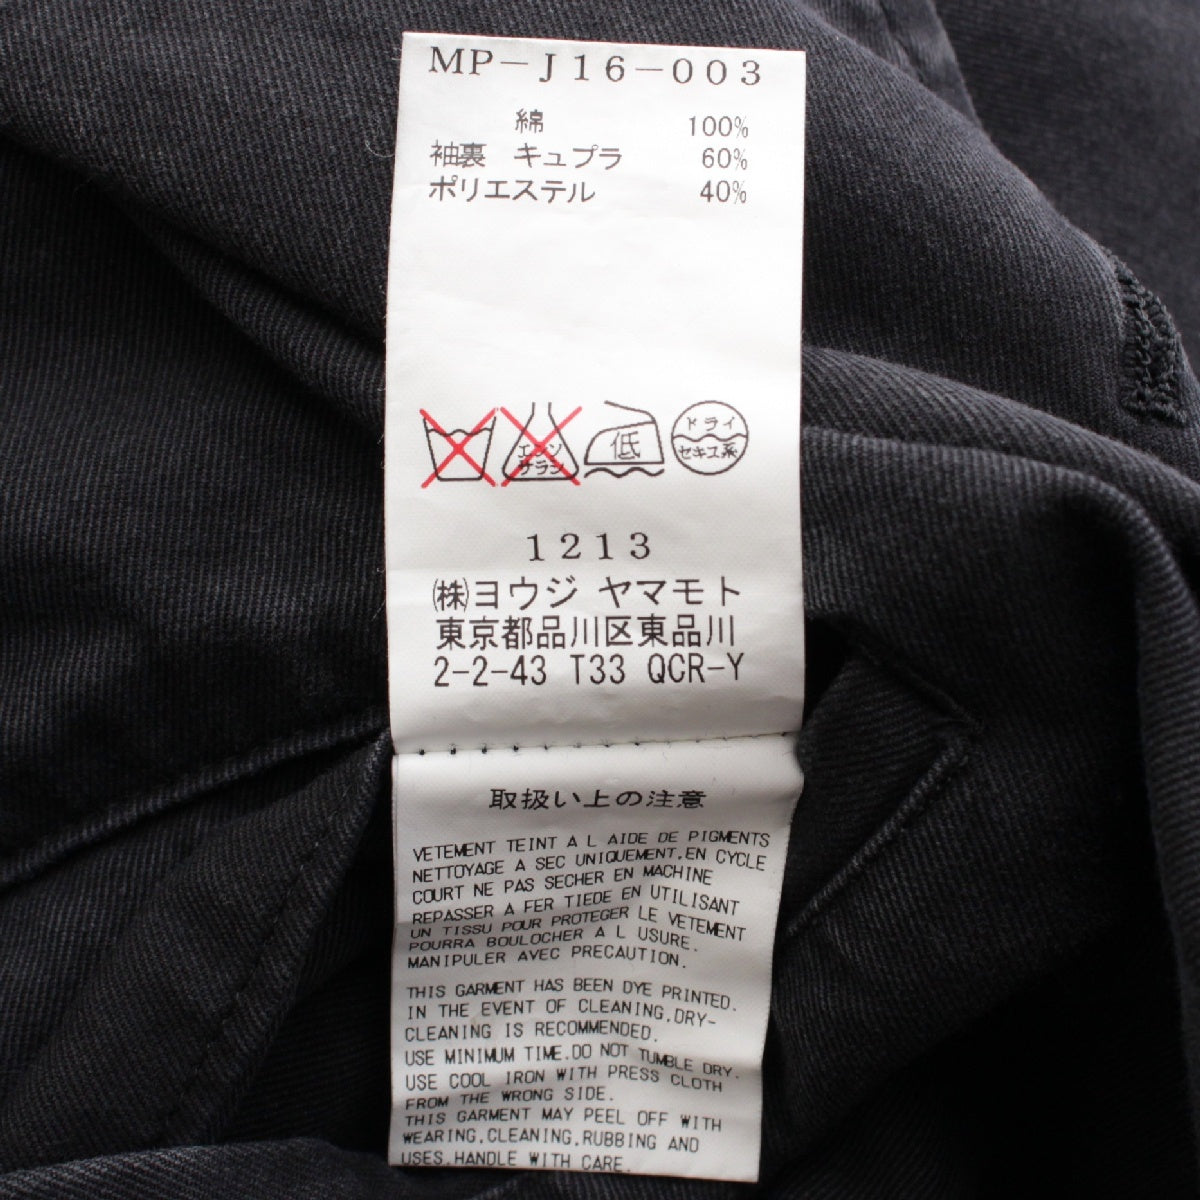 MP-J16-003
綿 100%
袖裏 キュプラ 60%
ポリエステル 40%
エンソ
サラシ
低
ドライ
セキユ系
1213
㈱ヨウジ ヤマモト
東京都品川区東品川
2-2-43 T33 QCR-Y
取扱い上の注意
VETEMENT TEINT A L AIDE DE PIGMENTS
NETTOYAGE A SEC UNIQUEMENT.EN CYCLE
COURT NE PAS SECHER EN MACHINE
REPASSER A FER TIEDE EN UTILISANT
UN TISSU POUR PROTEGER LE VETEMENT
POURRA BOULOCHER A L USURE.
MANIPULER AVEC PRECAUTION.
THIS GARMENT HAS BEEN DYE PRINTED.
IN THE EVENT OF CLEANING,DRY-
CLEANING IS RECOMMENDED.
USE MINIMUM TIME.DO NOT TUMBLE DRY.
USE COOL IRON WITH PRESS CLOTH
FROM THE WRONG SIDE.
THIS GARMENT MAY PEEL OFF WITH
WEARING,CLEANING,RUBBING AND
USES.HANDLE WITH CARE.